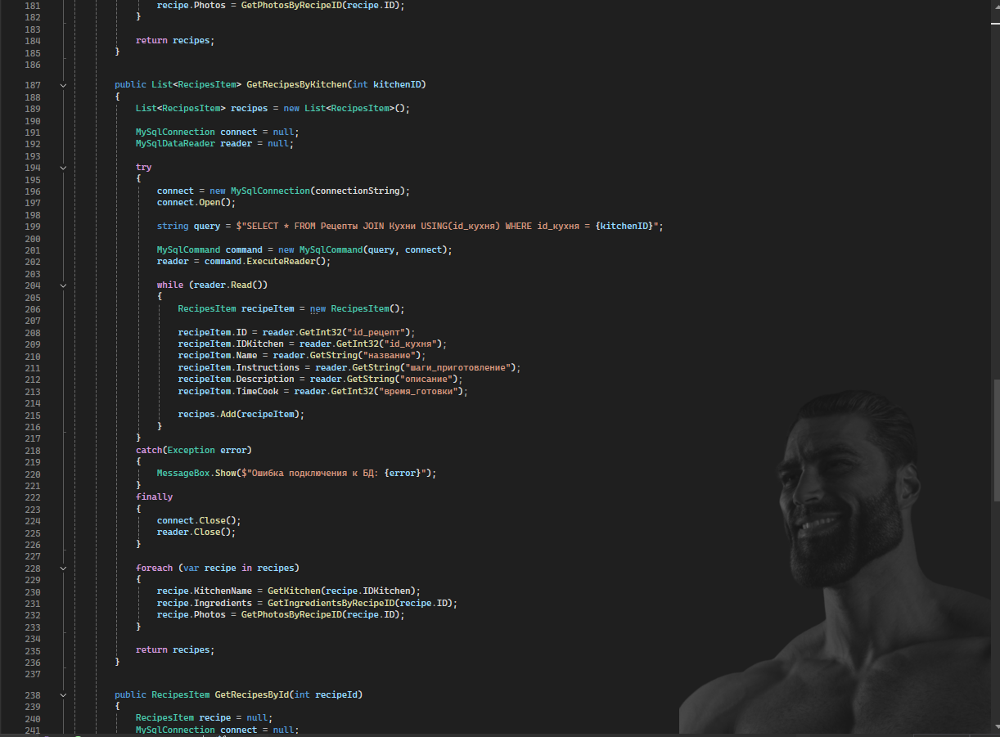 181 recipe.Photos = GetPhotosByRecipeID(recipe.ID);
182 }
183
184 return recipes;
185 }
186
187 public List<RecipesItem> GetRecipesByKitchen(int kitchenID)
188 {
189 List<RecipesItem> recipes = new List<RecipesItem>();
190
191 MySqlConnection connect = null;
192 MySqlDataReader reader = null;
193
194 try
195 {
196 connect = new MySqlConnection(connectionString);
197 connect.Open();
198
199 string query = $"SELECT * FROM Рецепты JOIN Кухни USING(id_кухня) WHERE id_кухня = {kitchenID}";
200
201 MySqlCommand command = new MySqlCommand(query, connect);
202 reader = command.ExecuteReader();
203
204 while (reader.Read())
205 {
206 RecipesItem recipeItem = new RecipesItem();
207
208 recipeItem.ID = reader.GetInt32("id_рецепт");
209 recipeItem.IDKitchen = reader.GetInt32("id_кухня");
210 recipeItem.Name = reader.GetString("название");
211 recipeItem.Instructions = reader.GetString("шаги_приготовление");
212 recipeItem.Description = reader.GetString("описание");
213 recipeItem.TimeCook = reader.GetInt32("время_готовки");
214
215 recipes.Add(recipeItem);
216 }
217 }
218 catch(Exception error)
219 {
220 MessageBox.Show($"Ошибка подключения к БД: {error}");
221 }
222 finally
223 {
224 connect.Close();
225 reader.Close();
226 }
227
228 foreach (var recipe in recipes)
229 {
230 recipe.KitchenName = GetKitchen(recipe.IDKitchen);
231 recipe.Ingredients = GetIngredientsByRecipeID(recipe.ID);
232 recipe.Photos = GetPhotosByRecipeID(recipe.ID);
233 }
234
235 return recipes;
236 }
237
238 public RecipesItem GetRecipesById(int recipeId)
239 {
240 RecipesItem recipe = null;
241 MySqlConnection connect = null;